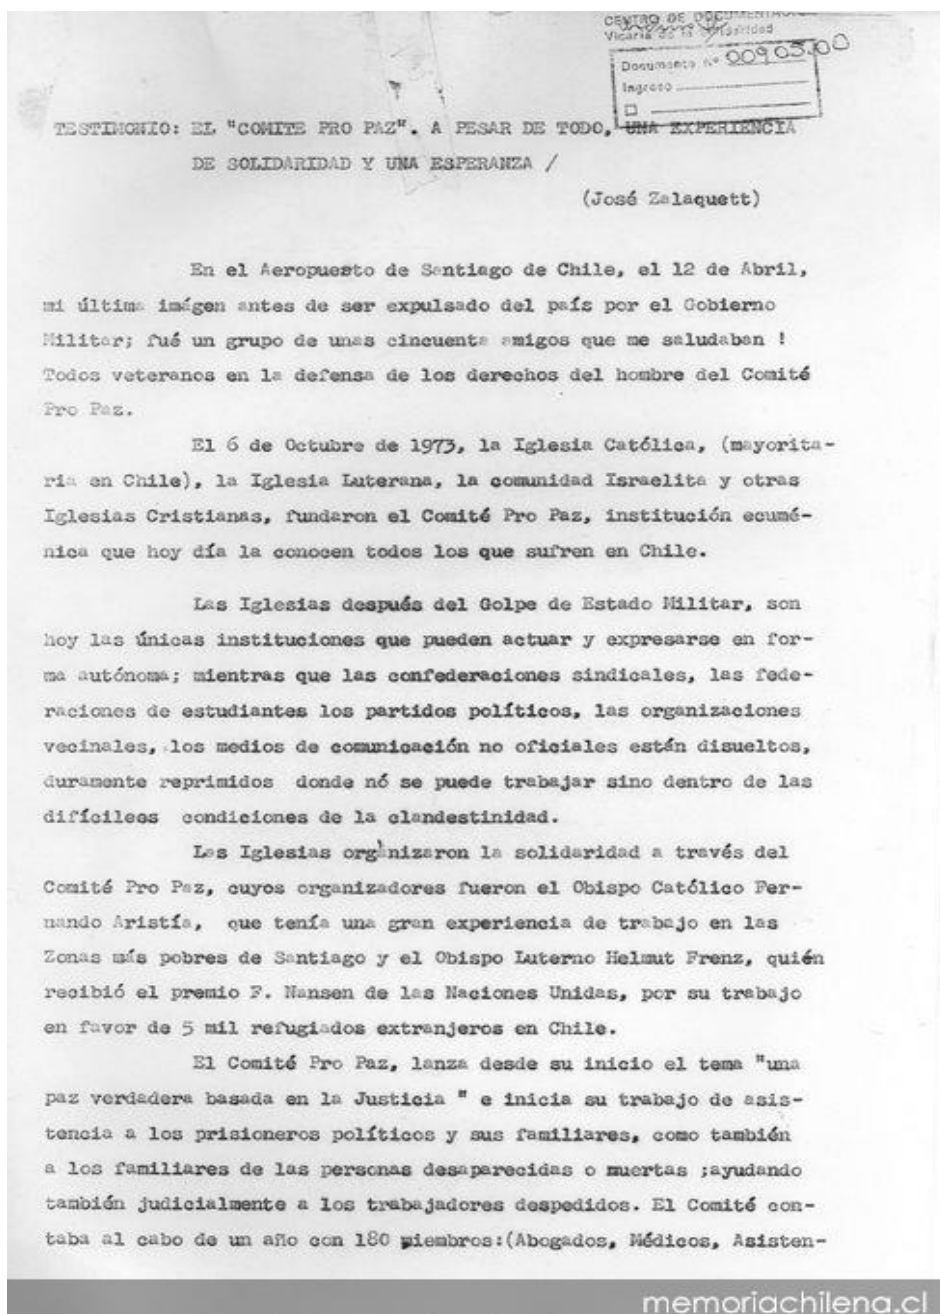 CENTRO DE DOCUMENTACION
Vicaría de la Solidaridad
Documento Nº 00903.00
Ingreso
TESTIMONIO: EL "COMITE PRO PAZ". A PESAR DE TODO, UNA EXPERIENCIA
DE SOLIDARIDAD Y UNA ESPERANZA /
(José Zalaquett)
En el Aeropuesto de Santiago de Chile, el 12 de Abril,
mi última imágen antes de ser expulsado del país por el Gobierno
Militar; fué un grupo de unas cincuenta amigos que me saludaban !
Todos veteranos en la defensa de los derechos del hombre del Comité
Pro Paz.
El 6 de Octubre de 1973, la Iglesia Católica, (mayorita-
ria en Chile), la Iglesia Luterana, la comunidad Israelita y otras
Iglesias Cristianas, fundaron el Comité Pro Paz, institución ecumé-
nica que hoy día la conocen todos los que sufren en Chile.
Las Iglesias después del Golpe de Estado Militar, son
hoy las únicas instituciones que pueden actuar y expresarse en for-
ma autónoma; mientras que las confederaciones sindicales, las fede-
raciones de estudiantes los partidos políticos, las organizaciones
vecinales, los medios de comunicación no oficiales están disueltos,
duramente reprimidos donde nó se puede trabajar sino dentro de las
difícilees condiciones de la clandestinidad.
Las Iglesias organizaron la solidaridad a través del
Comité Pro Paz, cuyos organizadores fueron el Obispo Católico Fer-
nando Aristía, que tenía una gran experiencia de trabajo en las
Zonas más pobres de Santiago y el Obispo Luterno Helmut Frenz, quién
recibió el premio F. Nansen de las Naciones Unidas, por su trabajo
en favor de 5 mil refugiados extranjeros en Chile.
El Comité Pro Paz, lanza desde su inicio el tema "una
paz verdadera basada en la Justicia " e inicia su trabajo de asis-
tencia a los prisioneros políticos y sus familiares, como también
a los familiares de las personas desaparecidas o muertas ;ayudando
también judicialmente a los trabajadores despedidos. El Comité con-
taba al cabo de un año con 180 miembros:(Abogados, Médicos, Asisten-
memoriachilena.cl